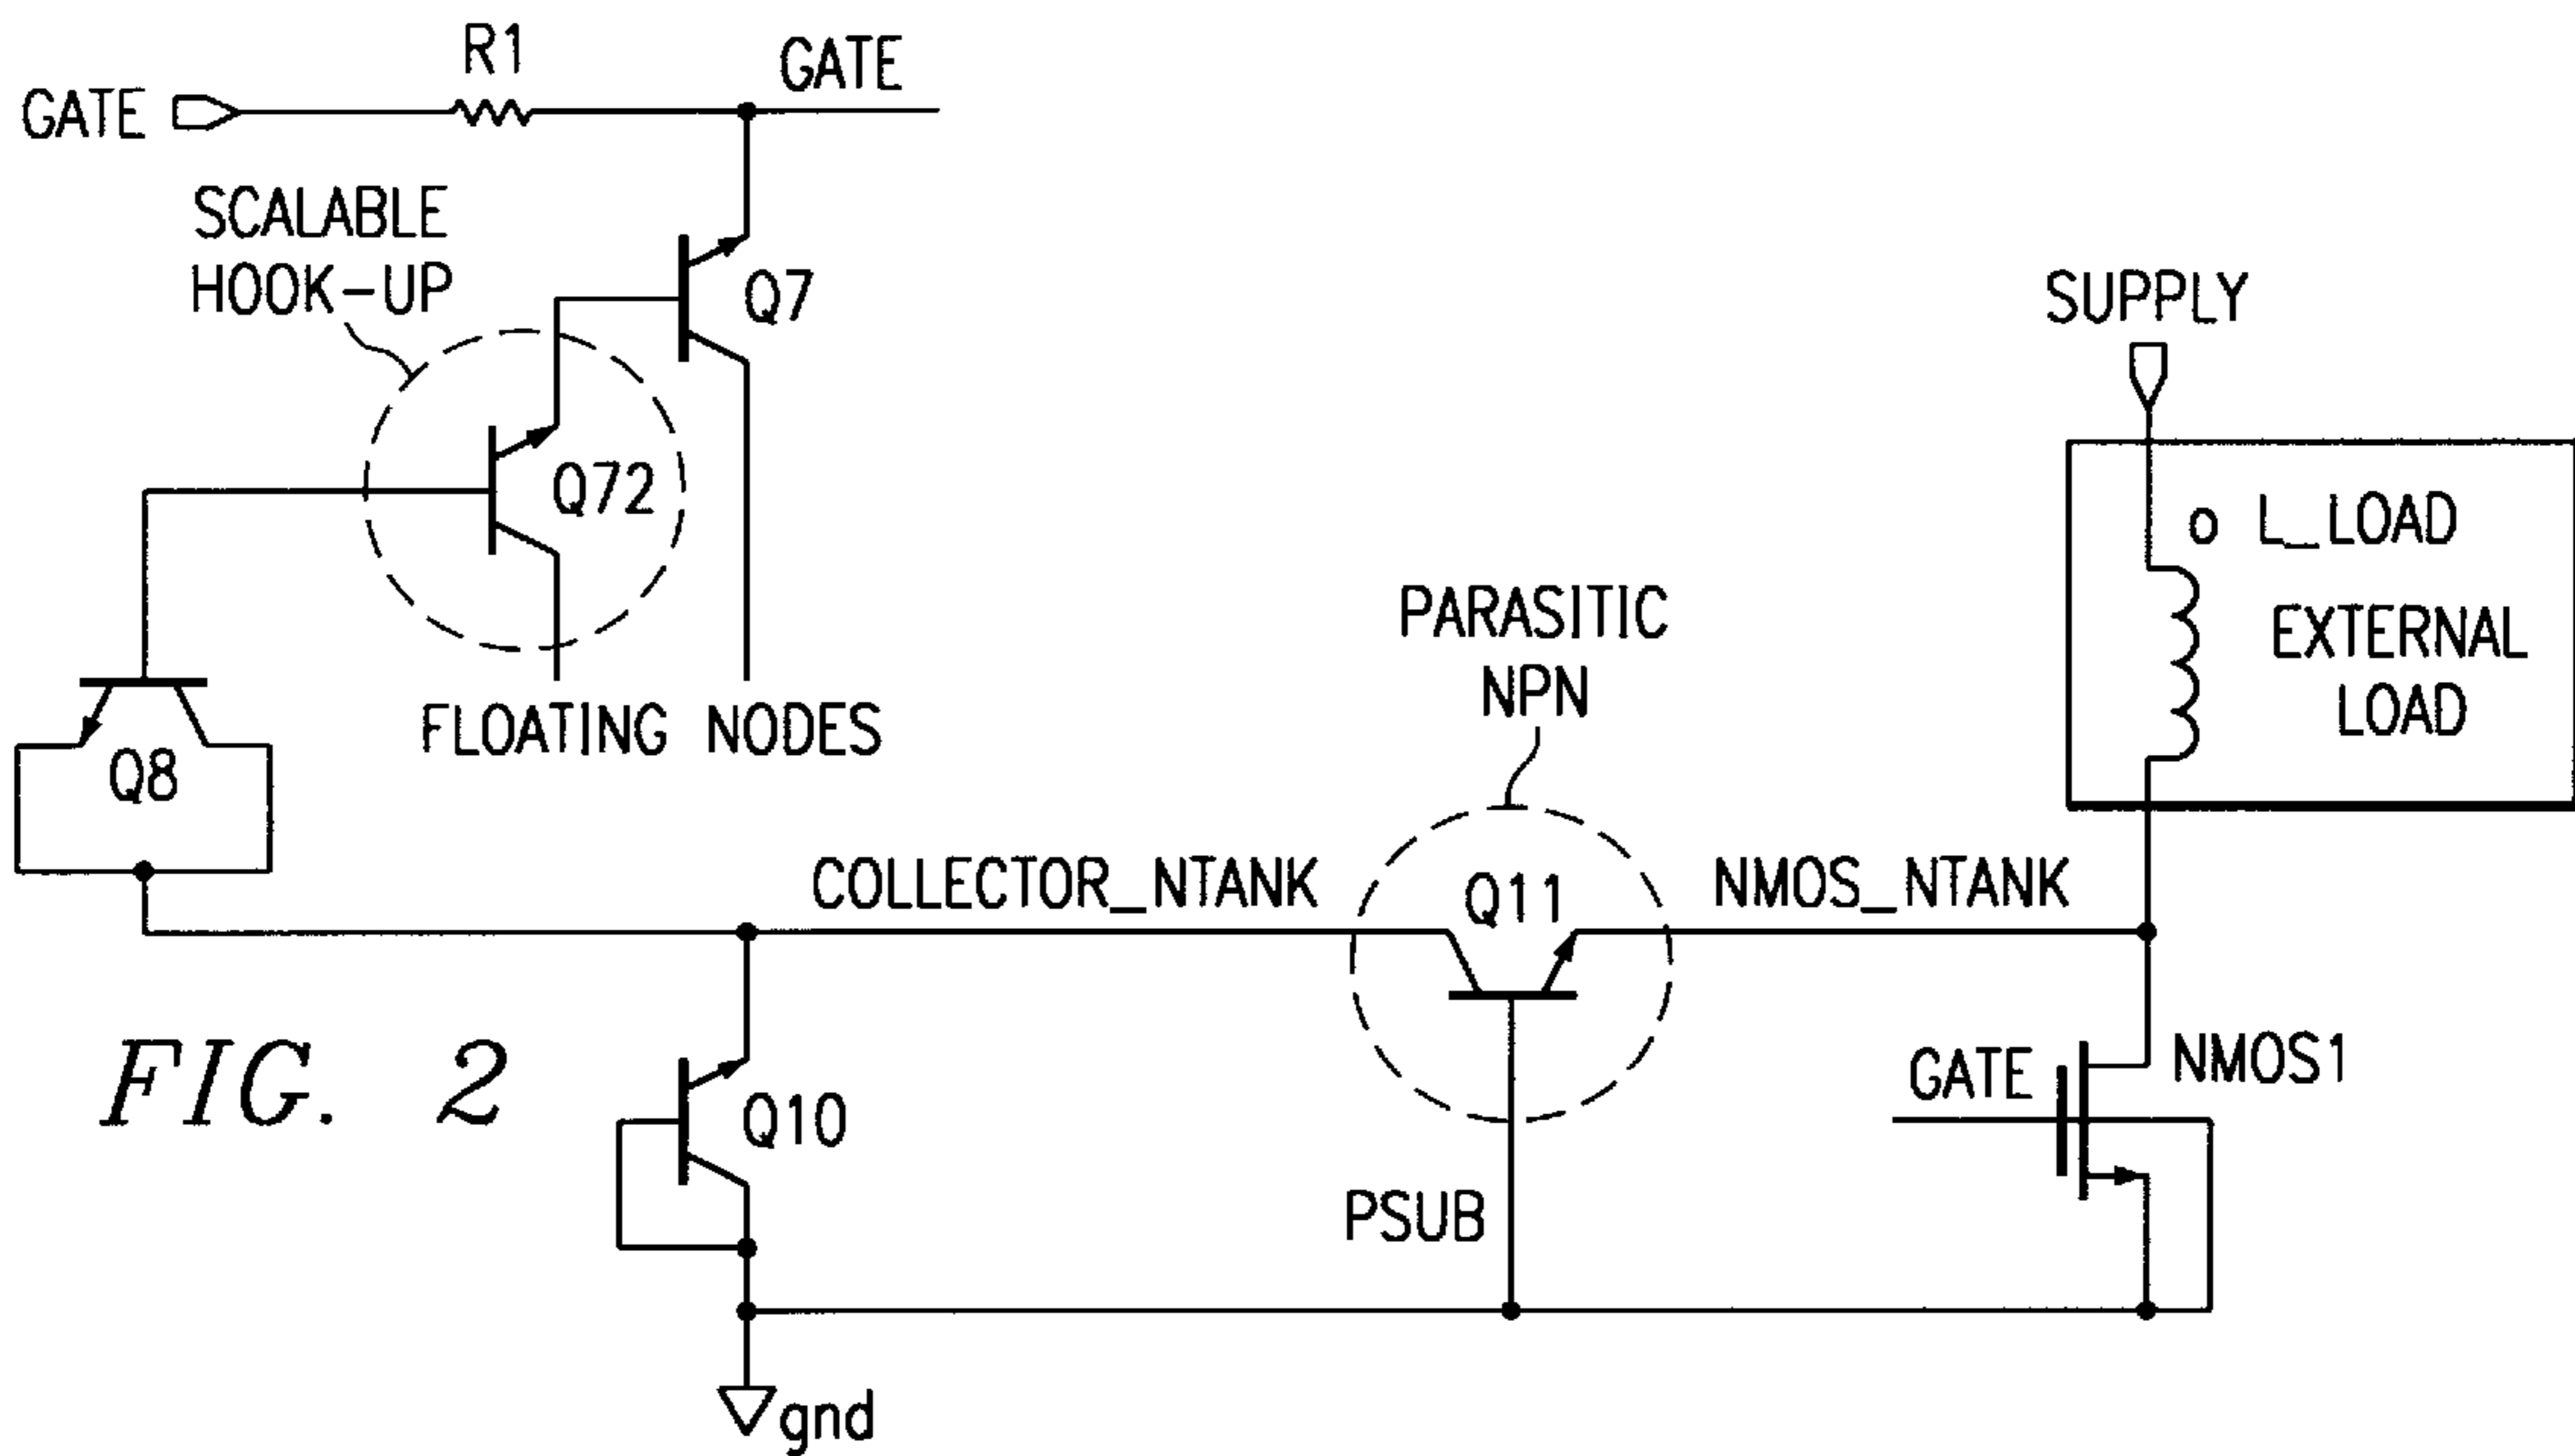 R1
GATE
GATE
SCALABLE
HOOK-UP
Q7
SUPPLY
Q72
L_LOAD
EXTERNAL
LOAD
PARASITIC
NPN
FLOATING NODES
Q8
COLLECTOR_NTANK
Q11
NMOS_NTANK
FIG. 2
Q10
GATE
NMOS1
PSUB
gnd